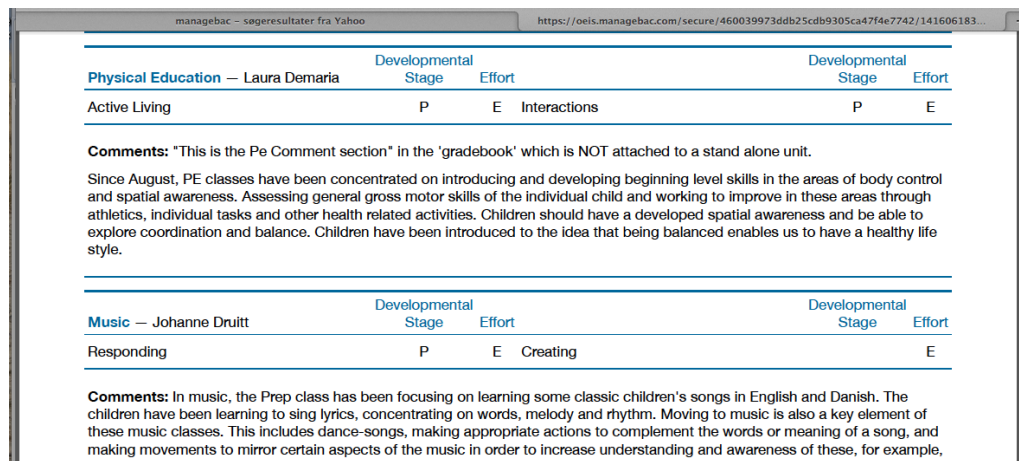 managebac – søgeresultater fra Yahoo https://oeis.managebac.com/secure/460039973ddb25cdb9305ca47f4e7742/141606183...
Developmental Developmental
Physical Education — Laura Demaria Stage Effort Stage Effort
Active Living P E Interactions P E
Comments: "This is the Pe Comment section" in the 'gradebook' which is NOT attached to a stand alone unit.
Since August, PE classes have been concentrated on introducing and developing beginning level skills in the areas of body control
and spatial awareness. Assessing general gross motor skills of the individual child and working to improve in these areas through
athletics, individual tasks and other health related activities. Children should have a developed spatial awareness and be able to
explore coordination and balance. Children have been introduced to the idea that being balanced enables us to have a healthy life
style.
Developmental Developmental
Music — Johanne Druitt Stage Effort Stage Effort
Responding P E Creating E
Comments: In music, the Prep class has been focusing on learning some classic children's songs in English and Danish. The
children have been learning to sing lyrics, concentrating on words, melody and rhythm. Moving to music is also a key element of
these music classes. This includes dance-songs, making appropriate actions to complement the words or meaning of a song, and
making movements to mirror certain aspects of the music in order to increase understanding and awareness of these, for example,